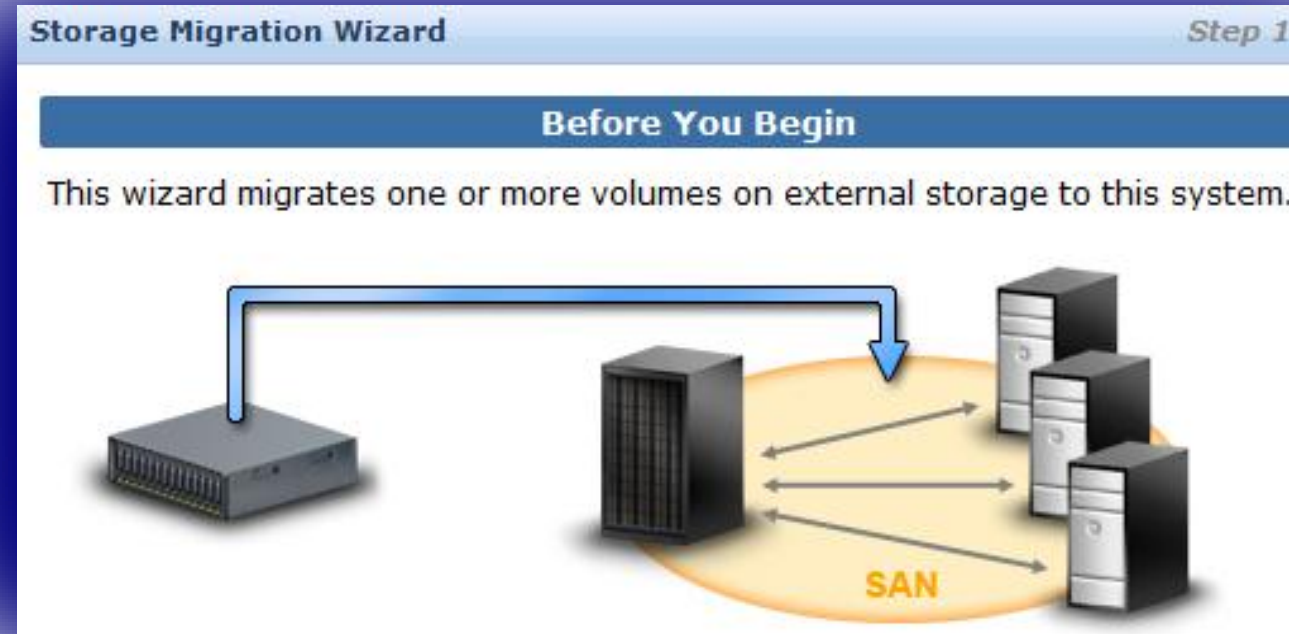 Storage Migration Wizard
Step 1
Before You Begin
This wizard migrates one or more volumes on external storage to this system.
SAN